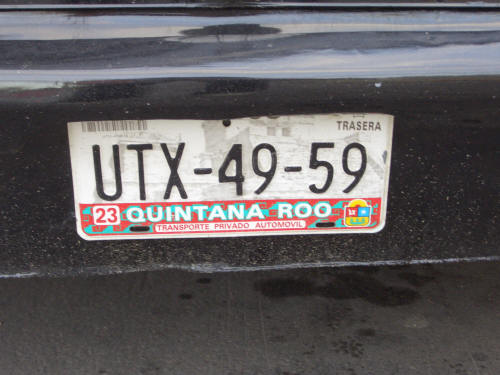 TRASERA
UTX-49-59
23 QUINTANA ROO
TRANSPORTE PRIVADO AUTOMOVIL